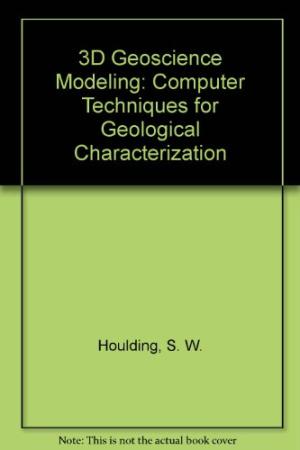 3D Geoscience
Modeling: Computer
Techniques for
Geological
Characterization
Houlding, S. W.
Note: This is not the actual book cover